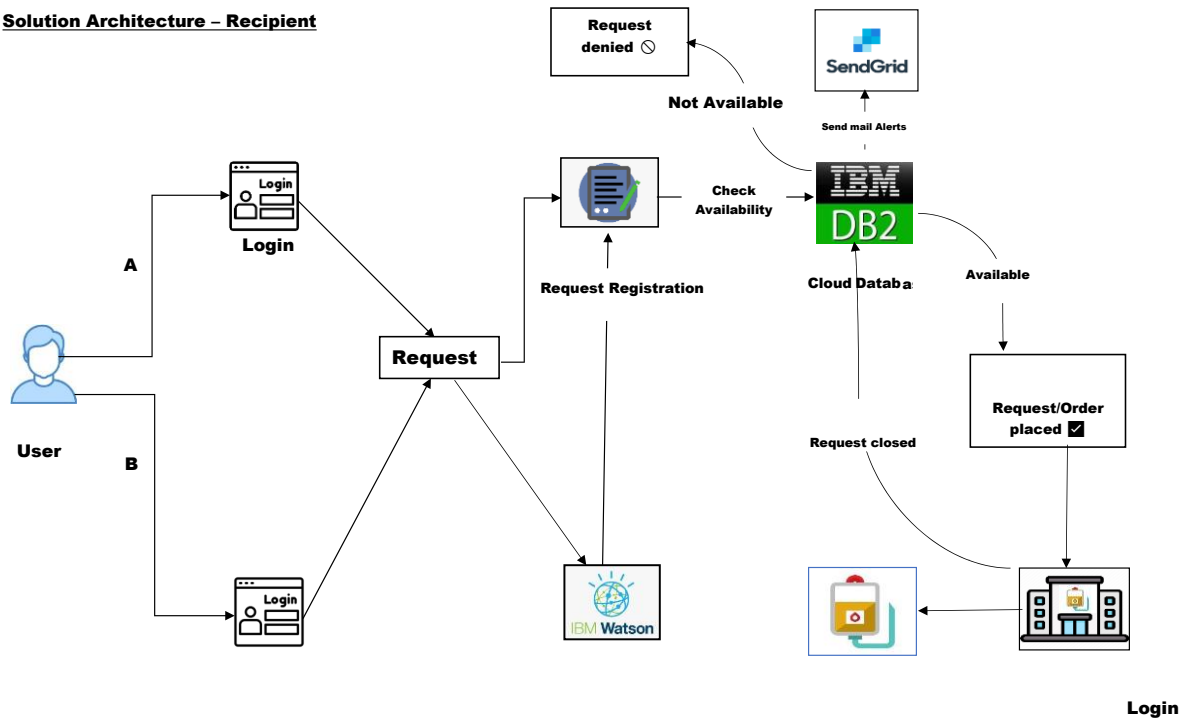 Solution Architecture – Recipient
Request
denied 🚫
SendGrid
Not Available
Send mail Alerts
Login
Login
A
Check
Availability
IBM
DB2
Cloud Databa
Available
Request Registration
Request
Request/Order
placed ☑
User
B
Request closed
Login
IBM Watson
Login